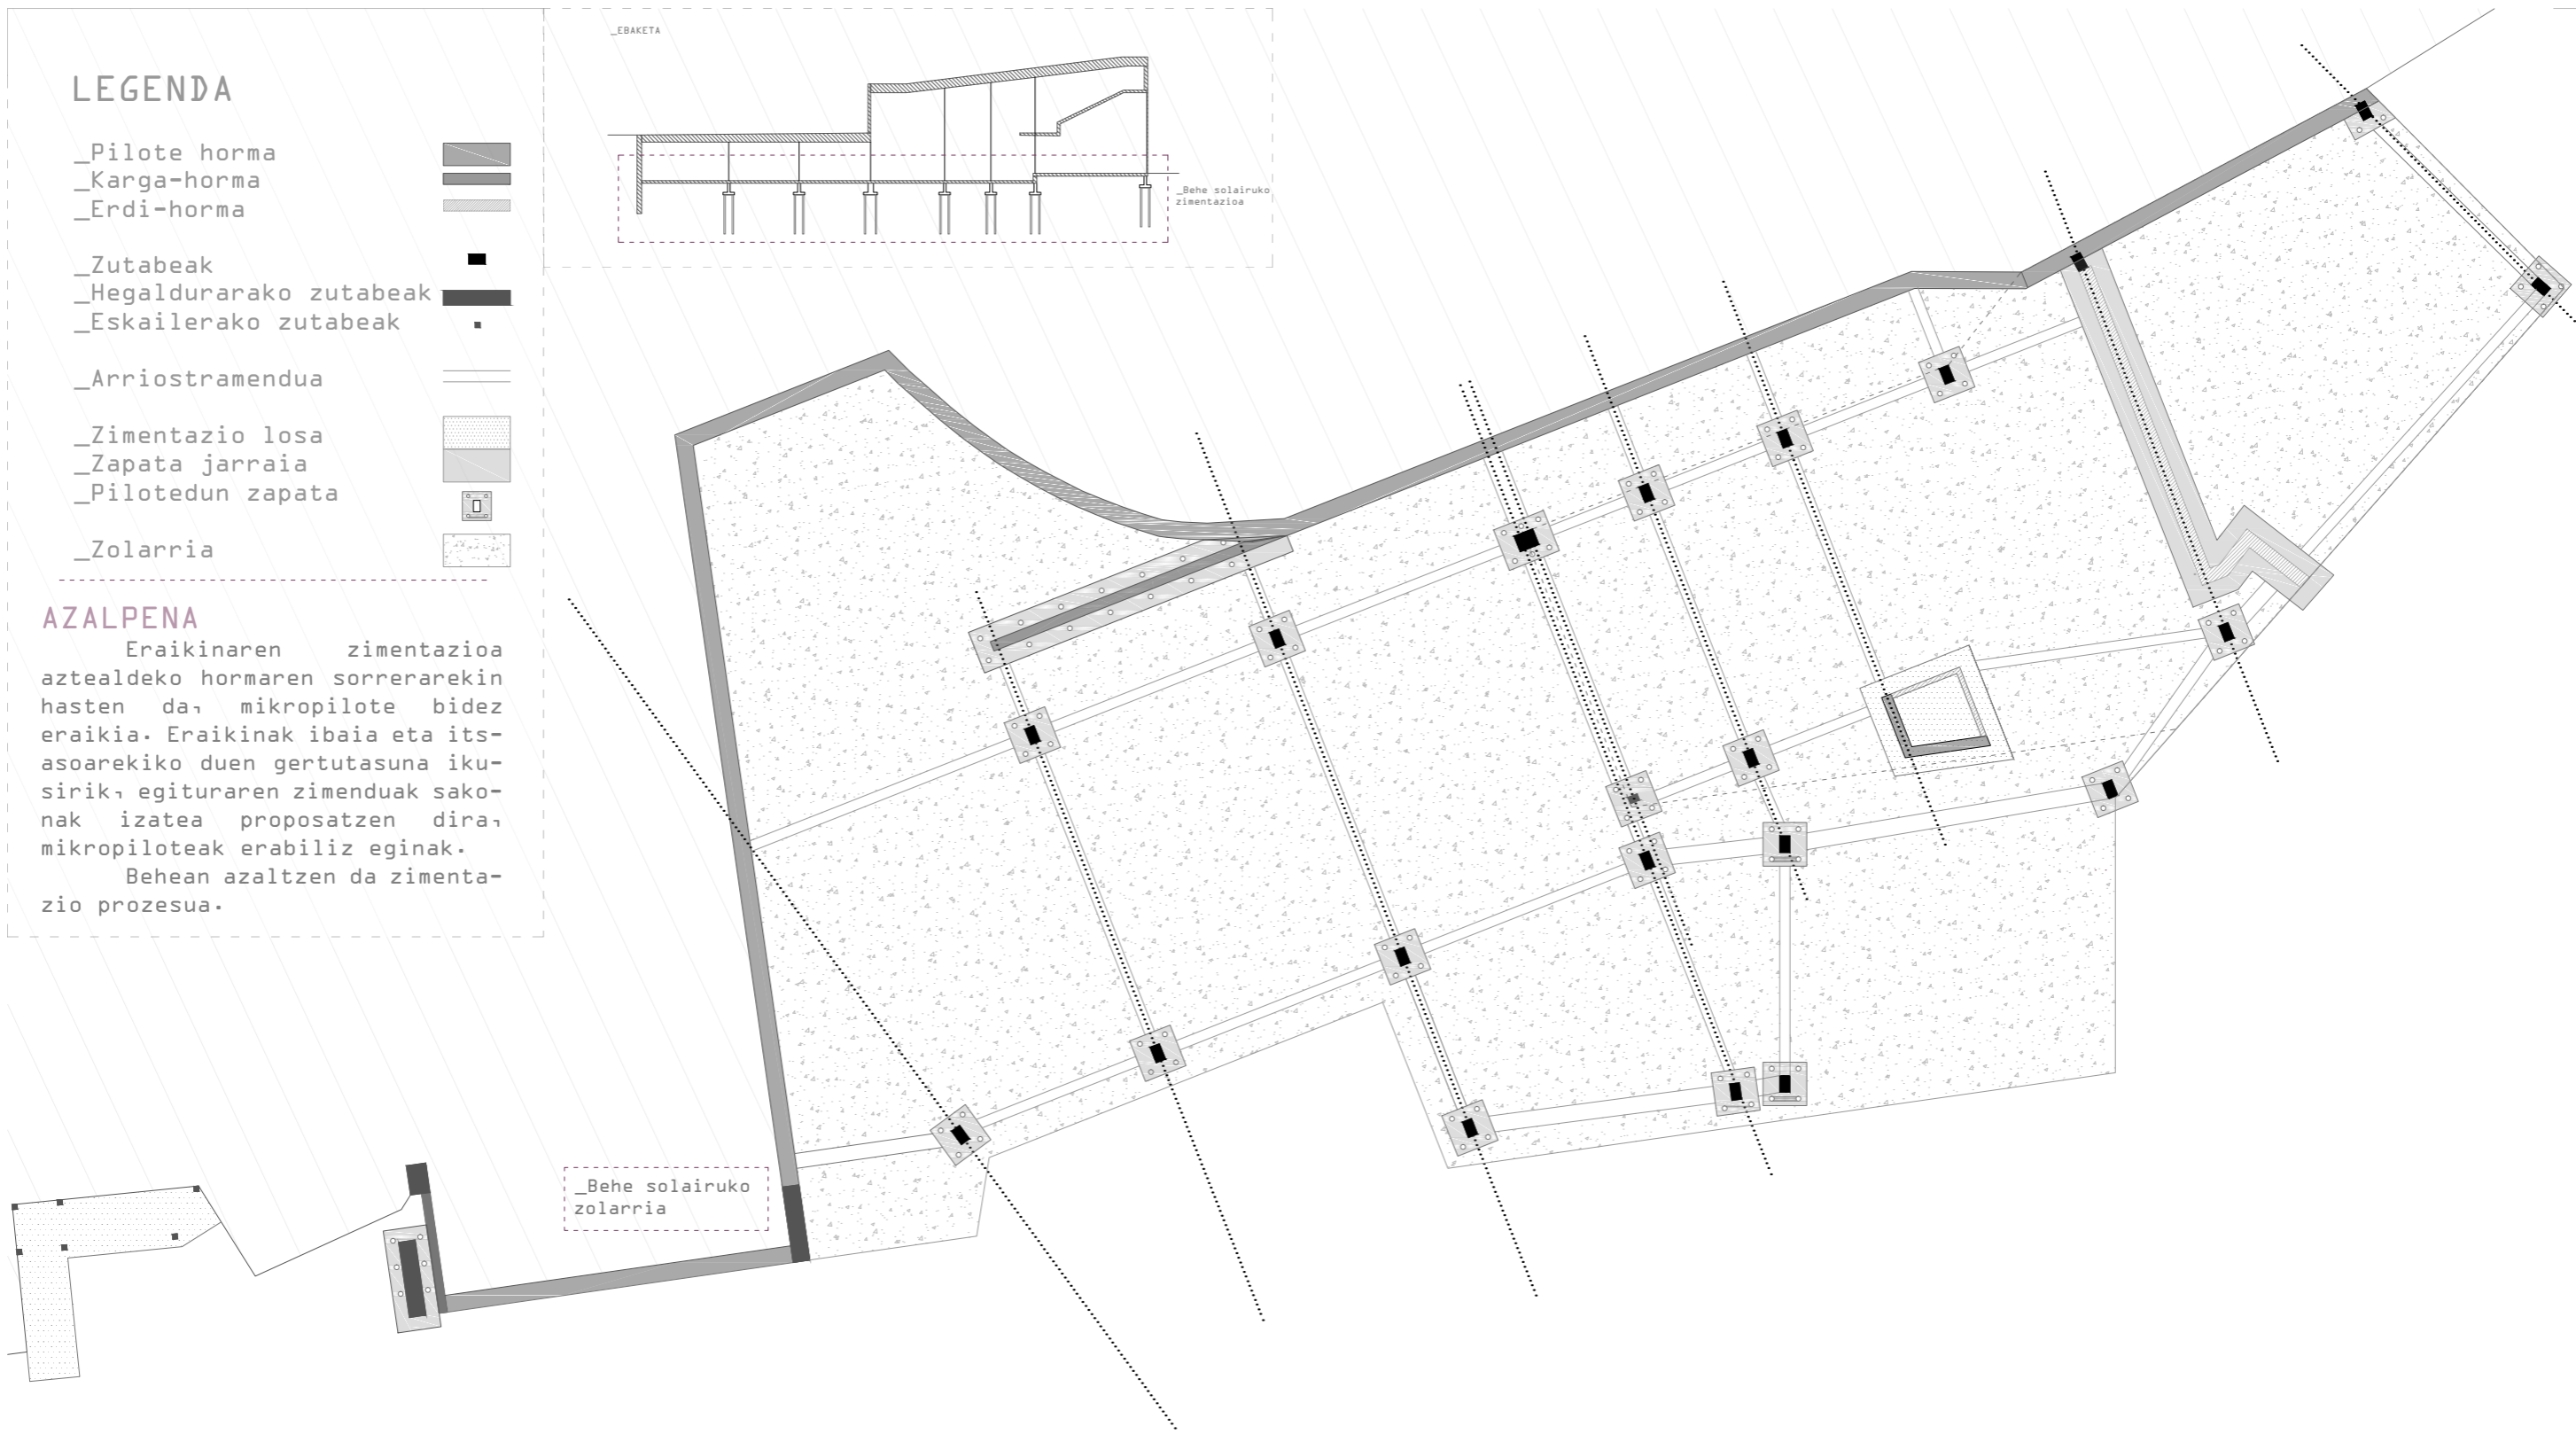 LEGENDA
_Pilote horma
_Karga-horma
_Erdi-horma
_Zutabeak
_Hegaldurarako zutabeak
_Eskailerako zutabeak
_Arriostramendua
_Zimentazio losa
_Zapata jarraia
_Pilotedun zapata
_Zolarria
AZALPENA
Eraikinaren zimentazioa
aztealdeko hormaren sorrerarekin
hasten da, mikropilote bidez
eraikia. Eraikinak ibaia eta its-
asoarekiko duen gertutasuna iku-
sirik, egituraren zimenduak sako-
nak izatea proposatzen dira,
mikropiloteak erabiliz eginak.
Behean azaltzen da zimenta-
zio prozesua.
_EBAKETA
_Behe solairuko
zimentazioa
_Behe solairuko
zolarria